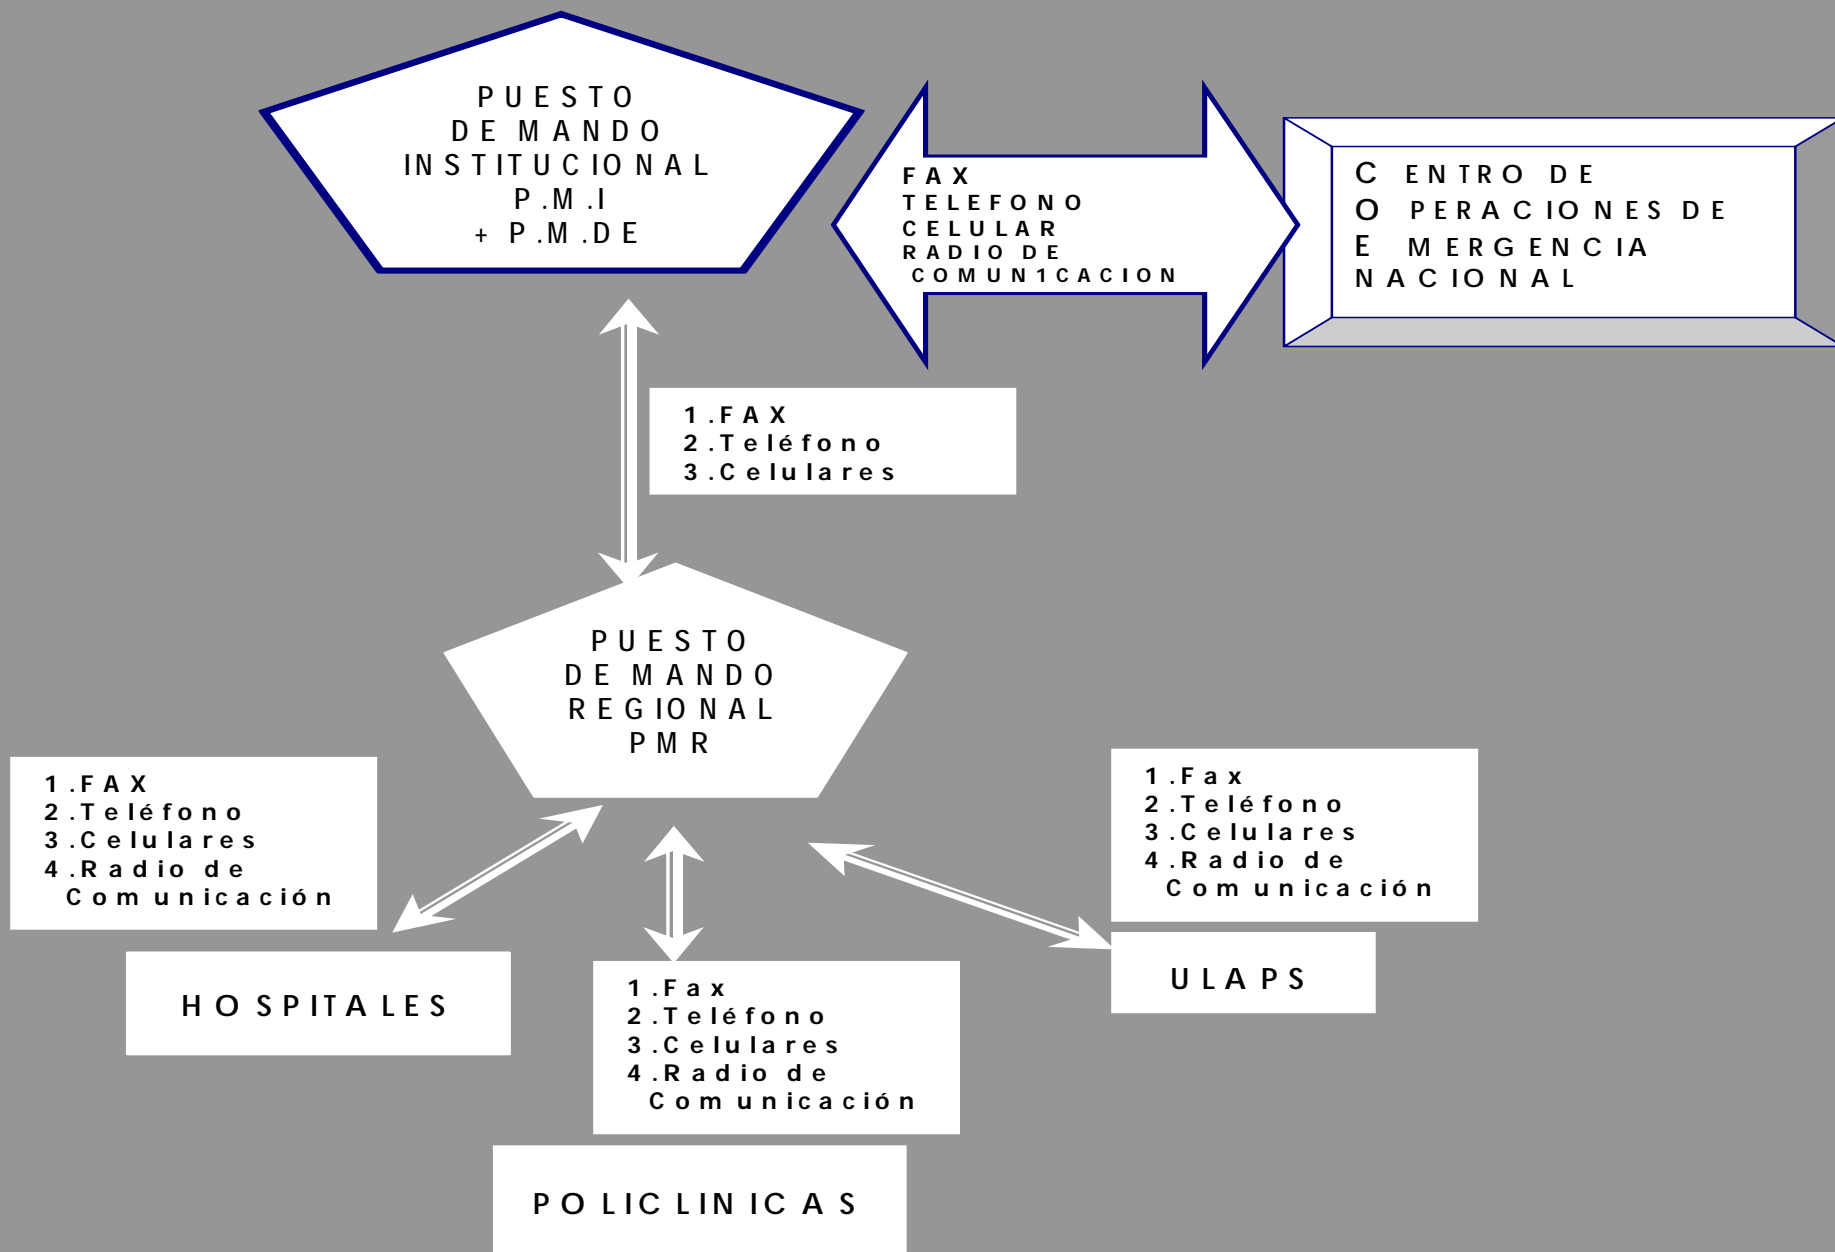 PUESTO
DE MANDO
INSTITUCIONAL
P.M.I
+ P.M.DE
FAX
TELEFONO
CELULAR
RADIO DE
COMUN1CACION
C ENTRO DE
O PERACIONES DE
E MERGENCIA
NACIONAL
1.FAX
2.Teléfono
3.Celulares
PUESTO
DE MANDO
REGIONAL
PMR
1.FAX
2.Teléfono
3.Celulares
4.Radio de
Comunicación
HOSPITALES
1.Fax
2.Teléfono
3.Celulares
4.Radio de
Comunicación
POLICLINICAS
1.Fax
2.Teléfono
3.Celulares
4.Radio de
Comunicación
ULAPS